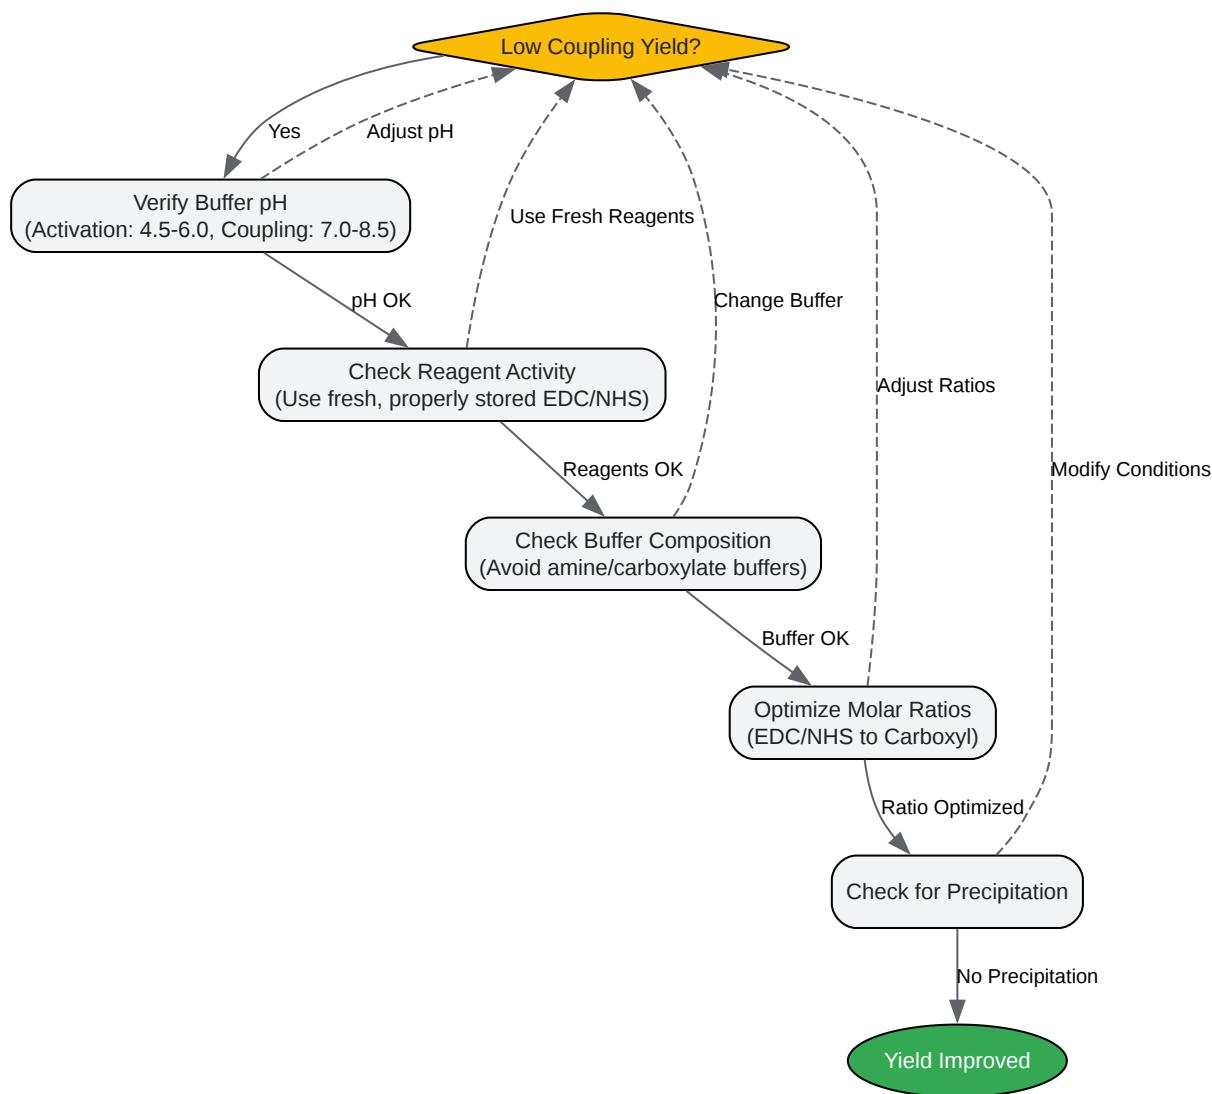 Low Coupling Yield?
Yes
Adjust pH
Verify Buffer pH
(Activation: 4.5-6.0, Coupling: 7.0-8.5)
Use Fresh Reagents
pH OK
Change Buffer
Check Reagent Activity
(Use fresh, properly stored EDC/NHS)
Adjust Ratios
Reagents OK
Modify Conditions
Check Buffer Composition
(Avoid amine/carboxylate buffers)
Buffer OK
Optimize Molar Ratios
(EDC/NHS to Carboxyl)
Ratio Optimized
Check for Precipitation
No Precipitation
Yield Improved